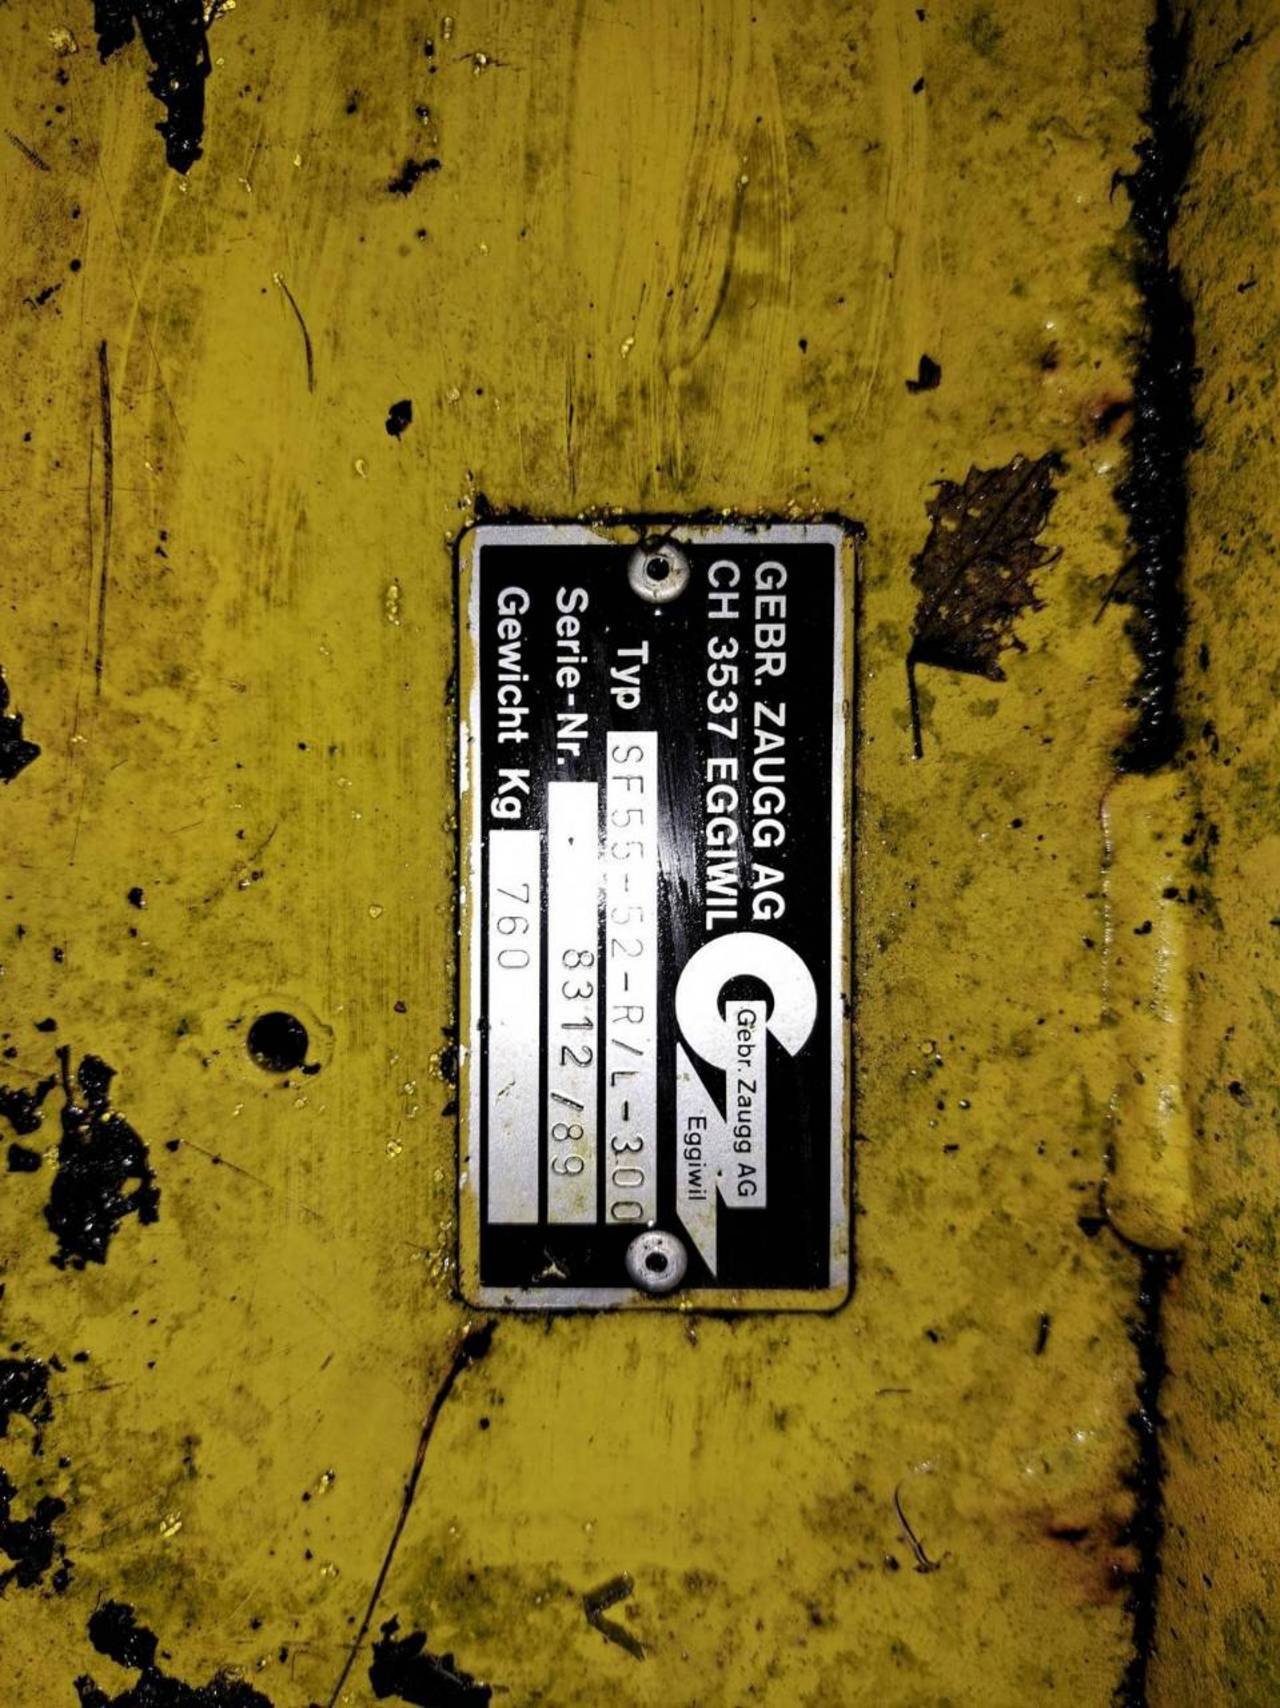 GEBR. ZAUGG AG
CH 3537 EGGIWIL
Gebr. Zaugg AG
Eggiwil
Typ SF55-52-R/L-300
Serie-Nr. 8312/89
Gewicht Kg 760